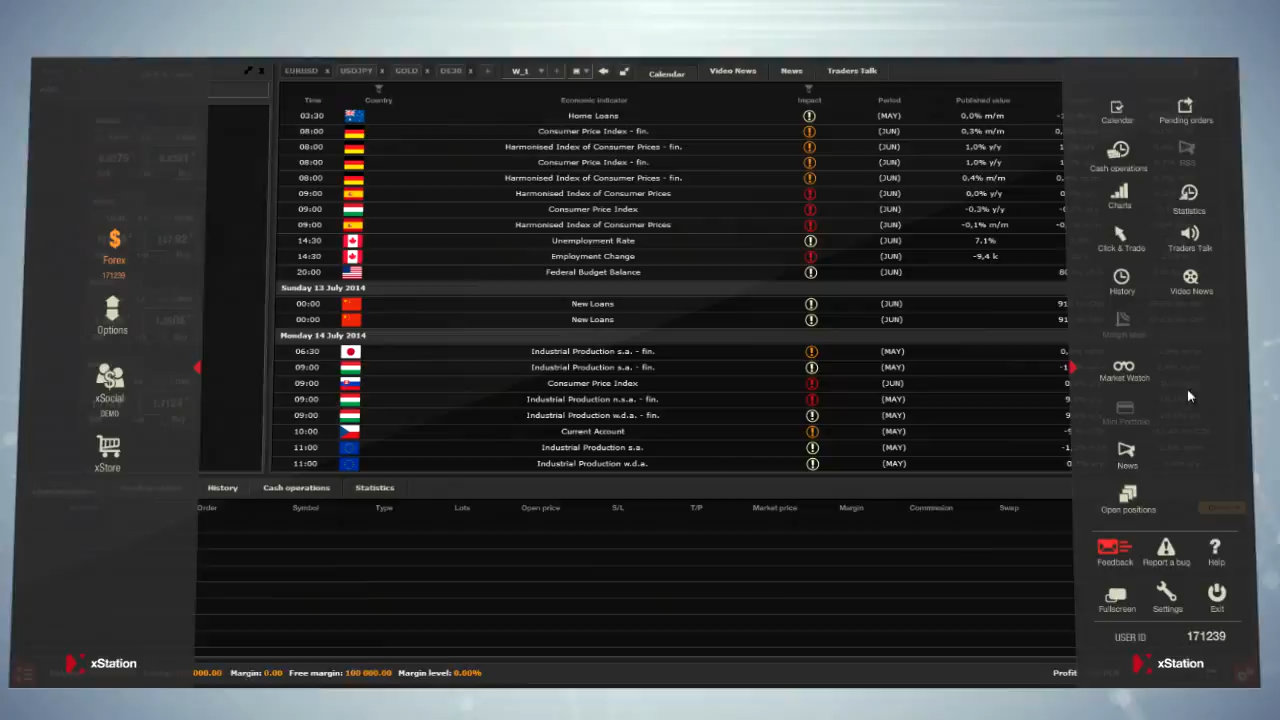 EURUSD x USDJPY x GOLD x DE30 x + W_1 Calendar Video News News Traders Talk
Time Country Economic indicator Impact Period Published value
03:30 Home Loans (MAY) 0,0% m/m
08:00 Consumer Price Index - fin. (JUN) 0,3% m/m
08:00 Harmonised Index of Consumer Prices - fin. (JUN) 1,0% y/y
08:00 Consumer Price Index - fin. (JUN) 1,0% y/y
08:00 Harmonised Index of Consumer Prices - fin. (JUN) 0,4% m/m
09:00 Harmonised Index of Consumer Prices (JUN) 0,0% y/y
09:00 Consumer Price Index (JUN) -0,3% y/y
09:00 Harmonised Index of Consumer Prices (JUN) -0,1% m/m
14:30 Unemployment Rate (JUN) 7,1%
14:30 Employment Change (JUN) -9,4 k
20:00 Federal Budget Balance (JUN)
Sunday 13 July 2014
00:00 New Loans (JUN) 91
00:00 New Loans (JUN) 91
Monday 14 July 2014
06:30 Industrial Production s.a. - fin. (MAY) 0,
09:00 Industrial Production s.a. - fin. (MAY) -1
09:00 Consumer Price Index (JUN) 0
09:00 Industrial Production n.s.a. - fin. (MAY) 9
09:00 Industrial Production w.d.a. - fin. (MAY) 9
10:00 Current Account (MAY)
11:00 Industrial Production s.a. (MAY) -1,
11:00 Industrial Production w.d.a. (MAY) 0
History Cash operations Statistics
Order Symbol Type Lots Open price S/L T/P Market price Margin Commission Swap
000.00 Margin: 0.00 Free margin: 100 000.00 Margin level: 0.00% Profit
$
Forex
171239
Options
xSocial
DEMO
xStore
xStation
Calendar Pending orders
Cash operations RSS
Charts Statistics
Click & Trade Traders Talk
History Video News
Market Watch
Mini Portfolio
News
Open positions
Feedback Report a bug Help
Fullscreen Settings Exit
USER ID 171239
xStation